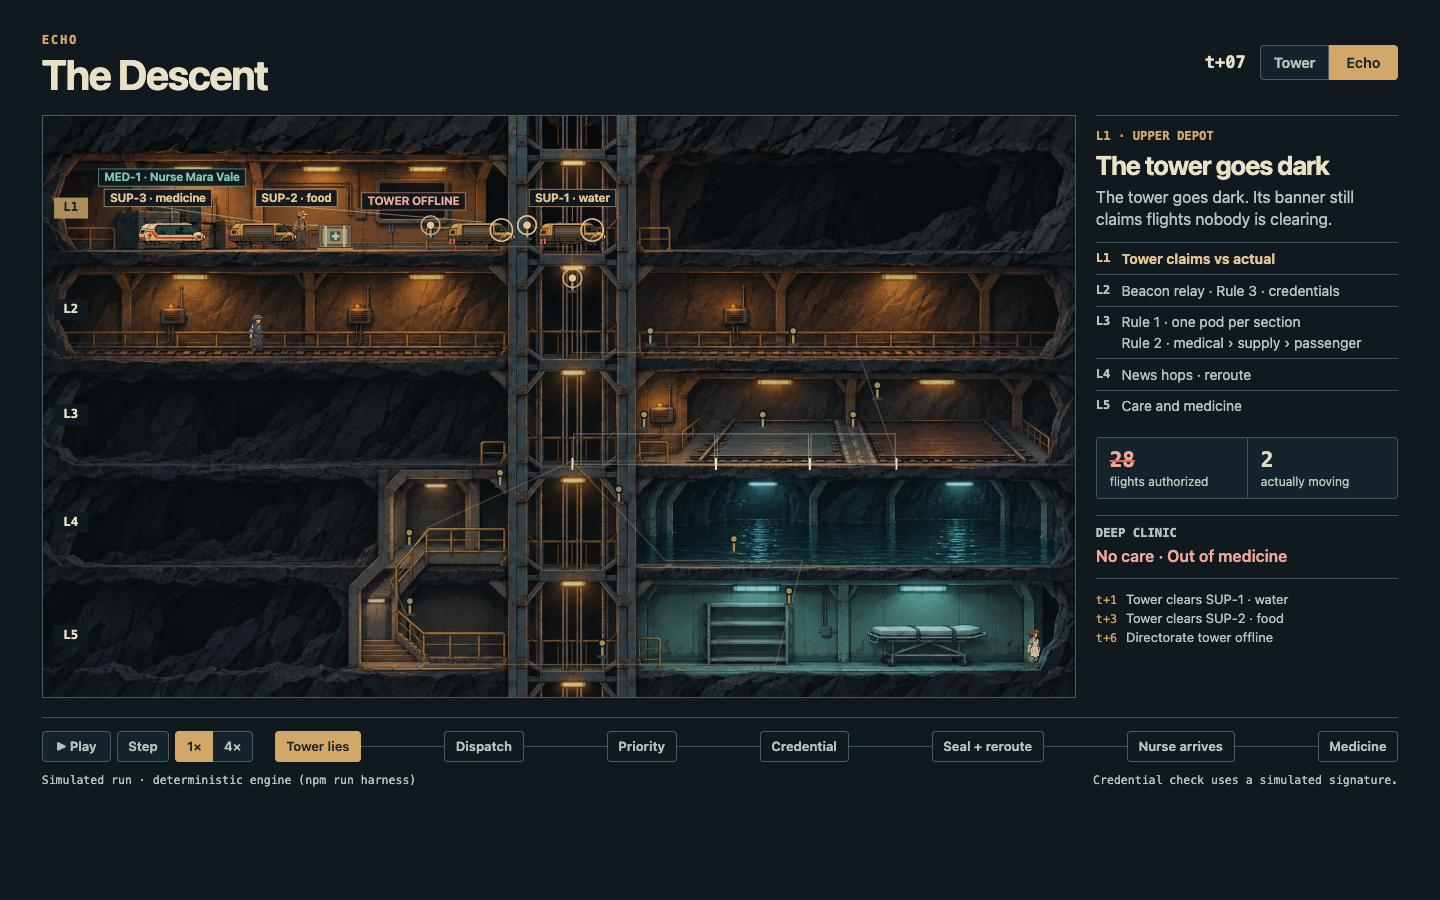 ECHO
The Descent
t+07
Tower
Echo
MED-1 · Nurse Mara Vale
SUP-3 · medicine
SUP-2 · food
TOWER OFFLINE
SUP-1 · water
L1
L2
L3
L4
L5
L1 · UPPER DEPOT
The tower goes dark
The tower goes dark. Its banner still
claims flights nobody is clearing.
L1 Tower claims vs actual
L2 Beacon relay · Rule 3 · credentials
L3 Rule 1 · one pod per section
Rule 2 · medical › supply › passenger
L4 News hops · reroute
L5 Care and medicine
28
flights authorized
2
actually moving
DEEP CLINIC
No care · Out of medicine
t+1 Tower clears SUP-1 · water
t+3 Tower clears SUP-2 · food
t+6 Directorate tower offline
▶ Play
Step
1×
4×
Tower lies
Dispatch
Priority
Credential
Seal + reroute
Nurse arrives
Medicine
Simulated run · deterministic engine (npm run harness)
Credential check uses a simulated signature.